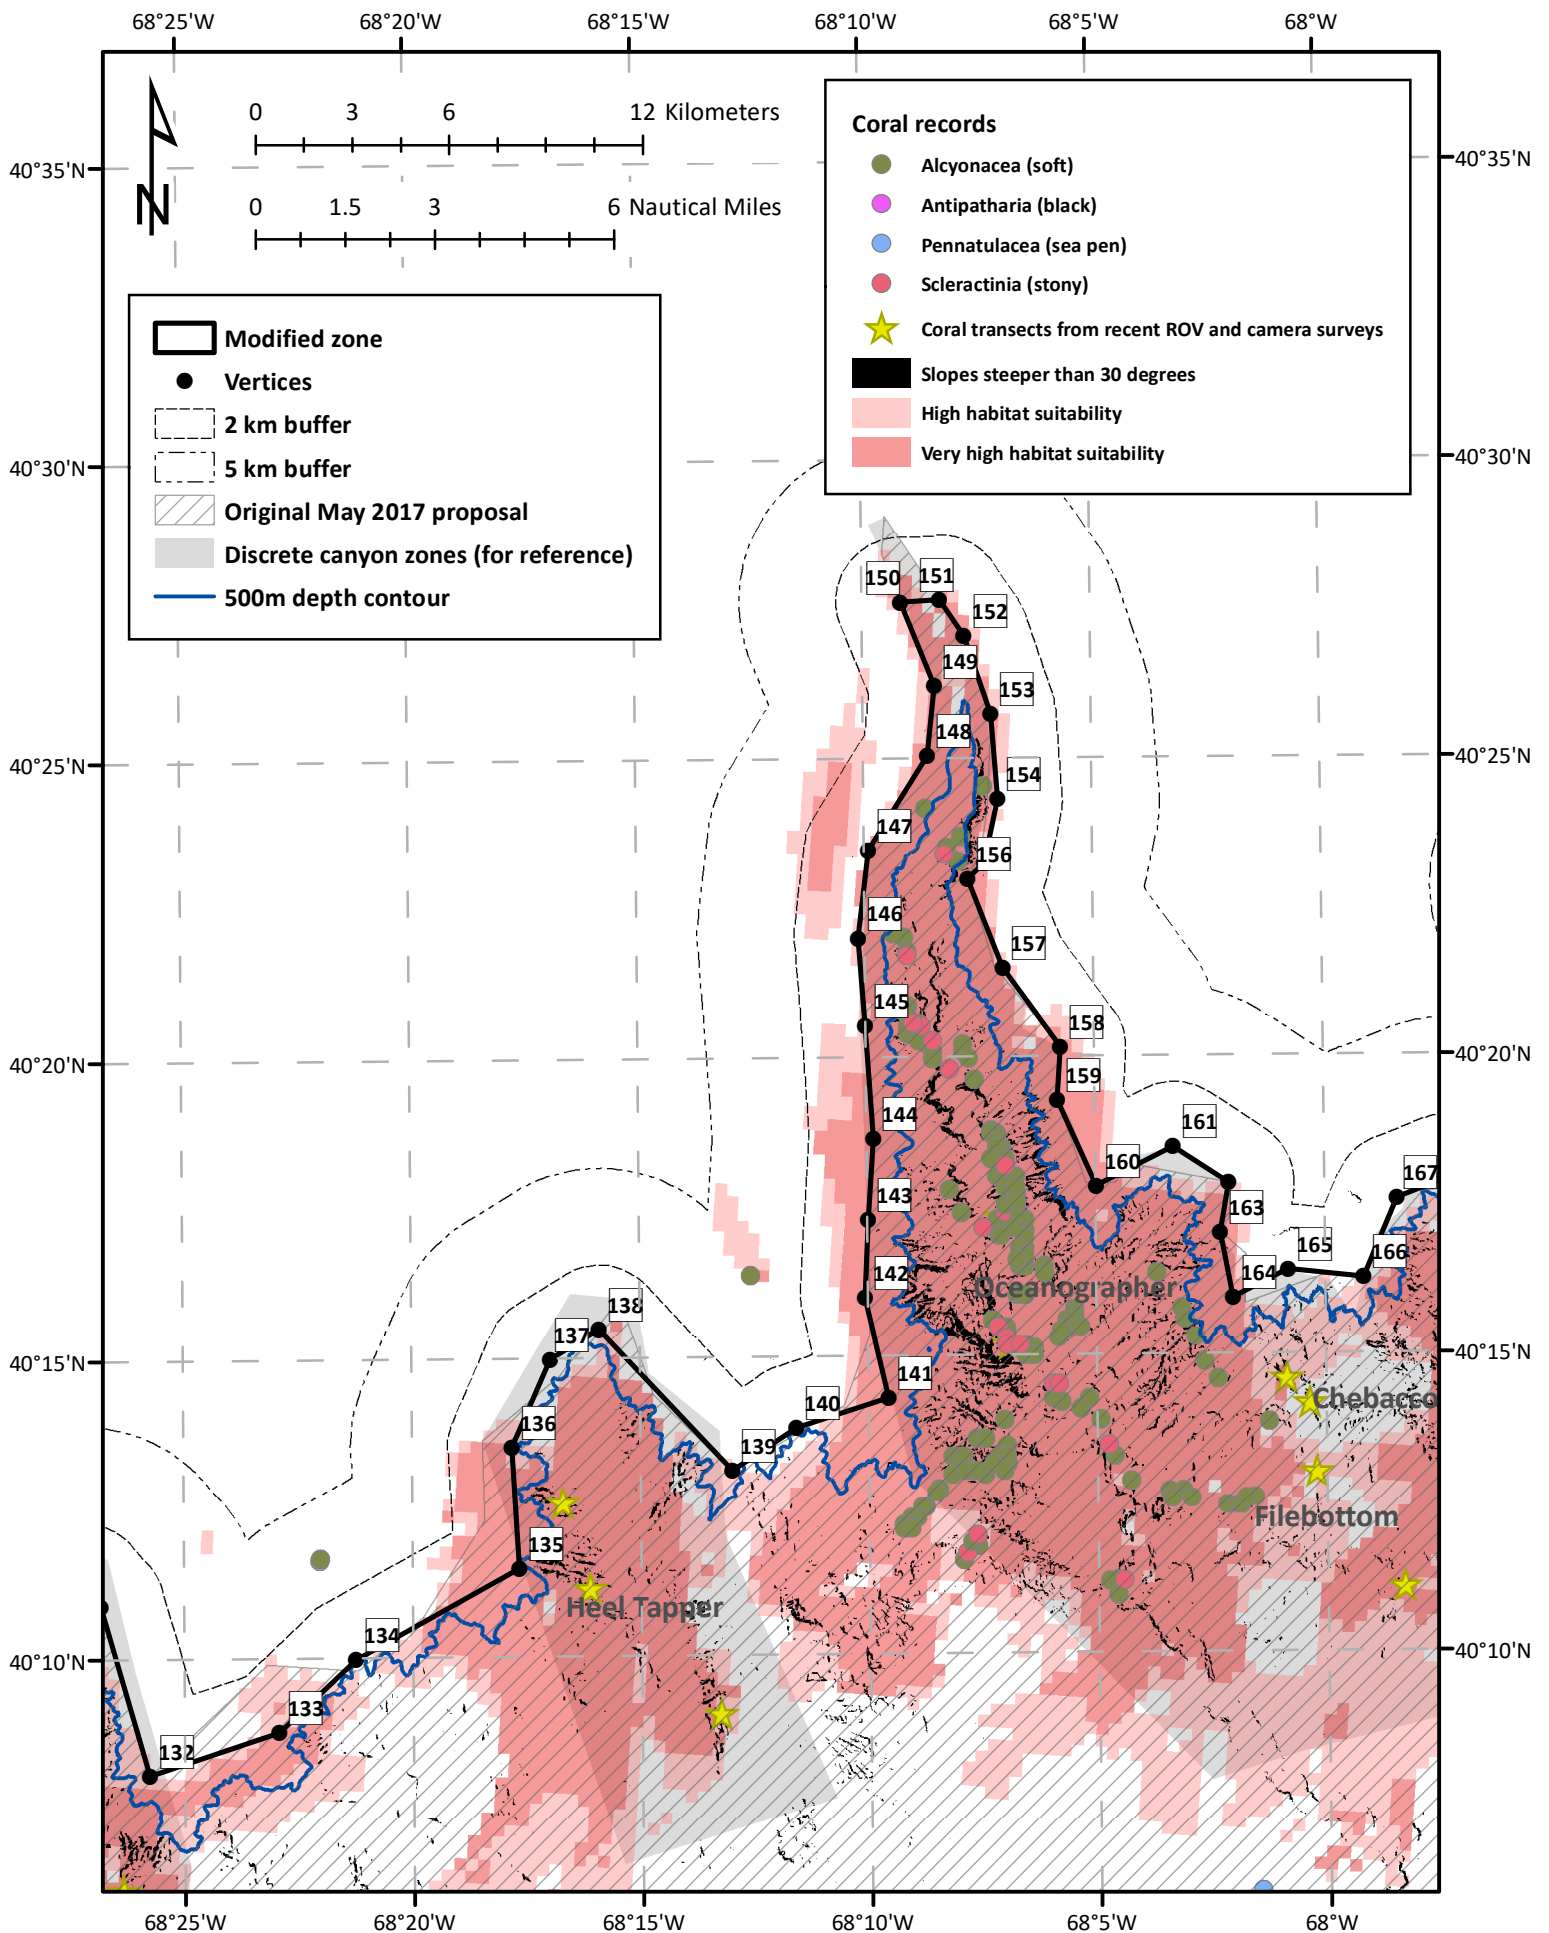 68°25'W 68°20'W 68°15'W 68°10'W 68°5'W 68°W
0 3 6 12 Kilometers
0 1.5 3 6 Nautical Miles
N
Modified zone
Vertices
2 km buffer
5 km buffer
Original May 2017 proposal
Discrete canyon zones (for reference)
500m depth contour
Coral records
Alcyonacea (soft)
Antipatharia (black)
Pennatulacea (sea pen)
Scleractinia (stony)
Coral transects from recent ROV and camera surveys
Slopes steeper than 30 degrees
High habitat suitability
Very high habitat suitability
40°35'N 40°35'N
40°30'N 40°30'N
150 151
152
149
153
148
40°25'N 40°25'N
154
147
156
146
157
145
158
40°20'N 40°20'N
159
144
161
160
167
143
163
165
166
142
164
Oceanographer
138
137
40°15'N 40°15'N
141
Chebacco
140
136
139
Filebottom
135
Heel Tapper
134
40°10'N 40°10'N
133
132
68°25'W 68°20'W 68°15'W 68°10'W 68°5'W 68°W